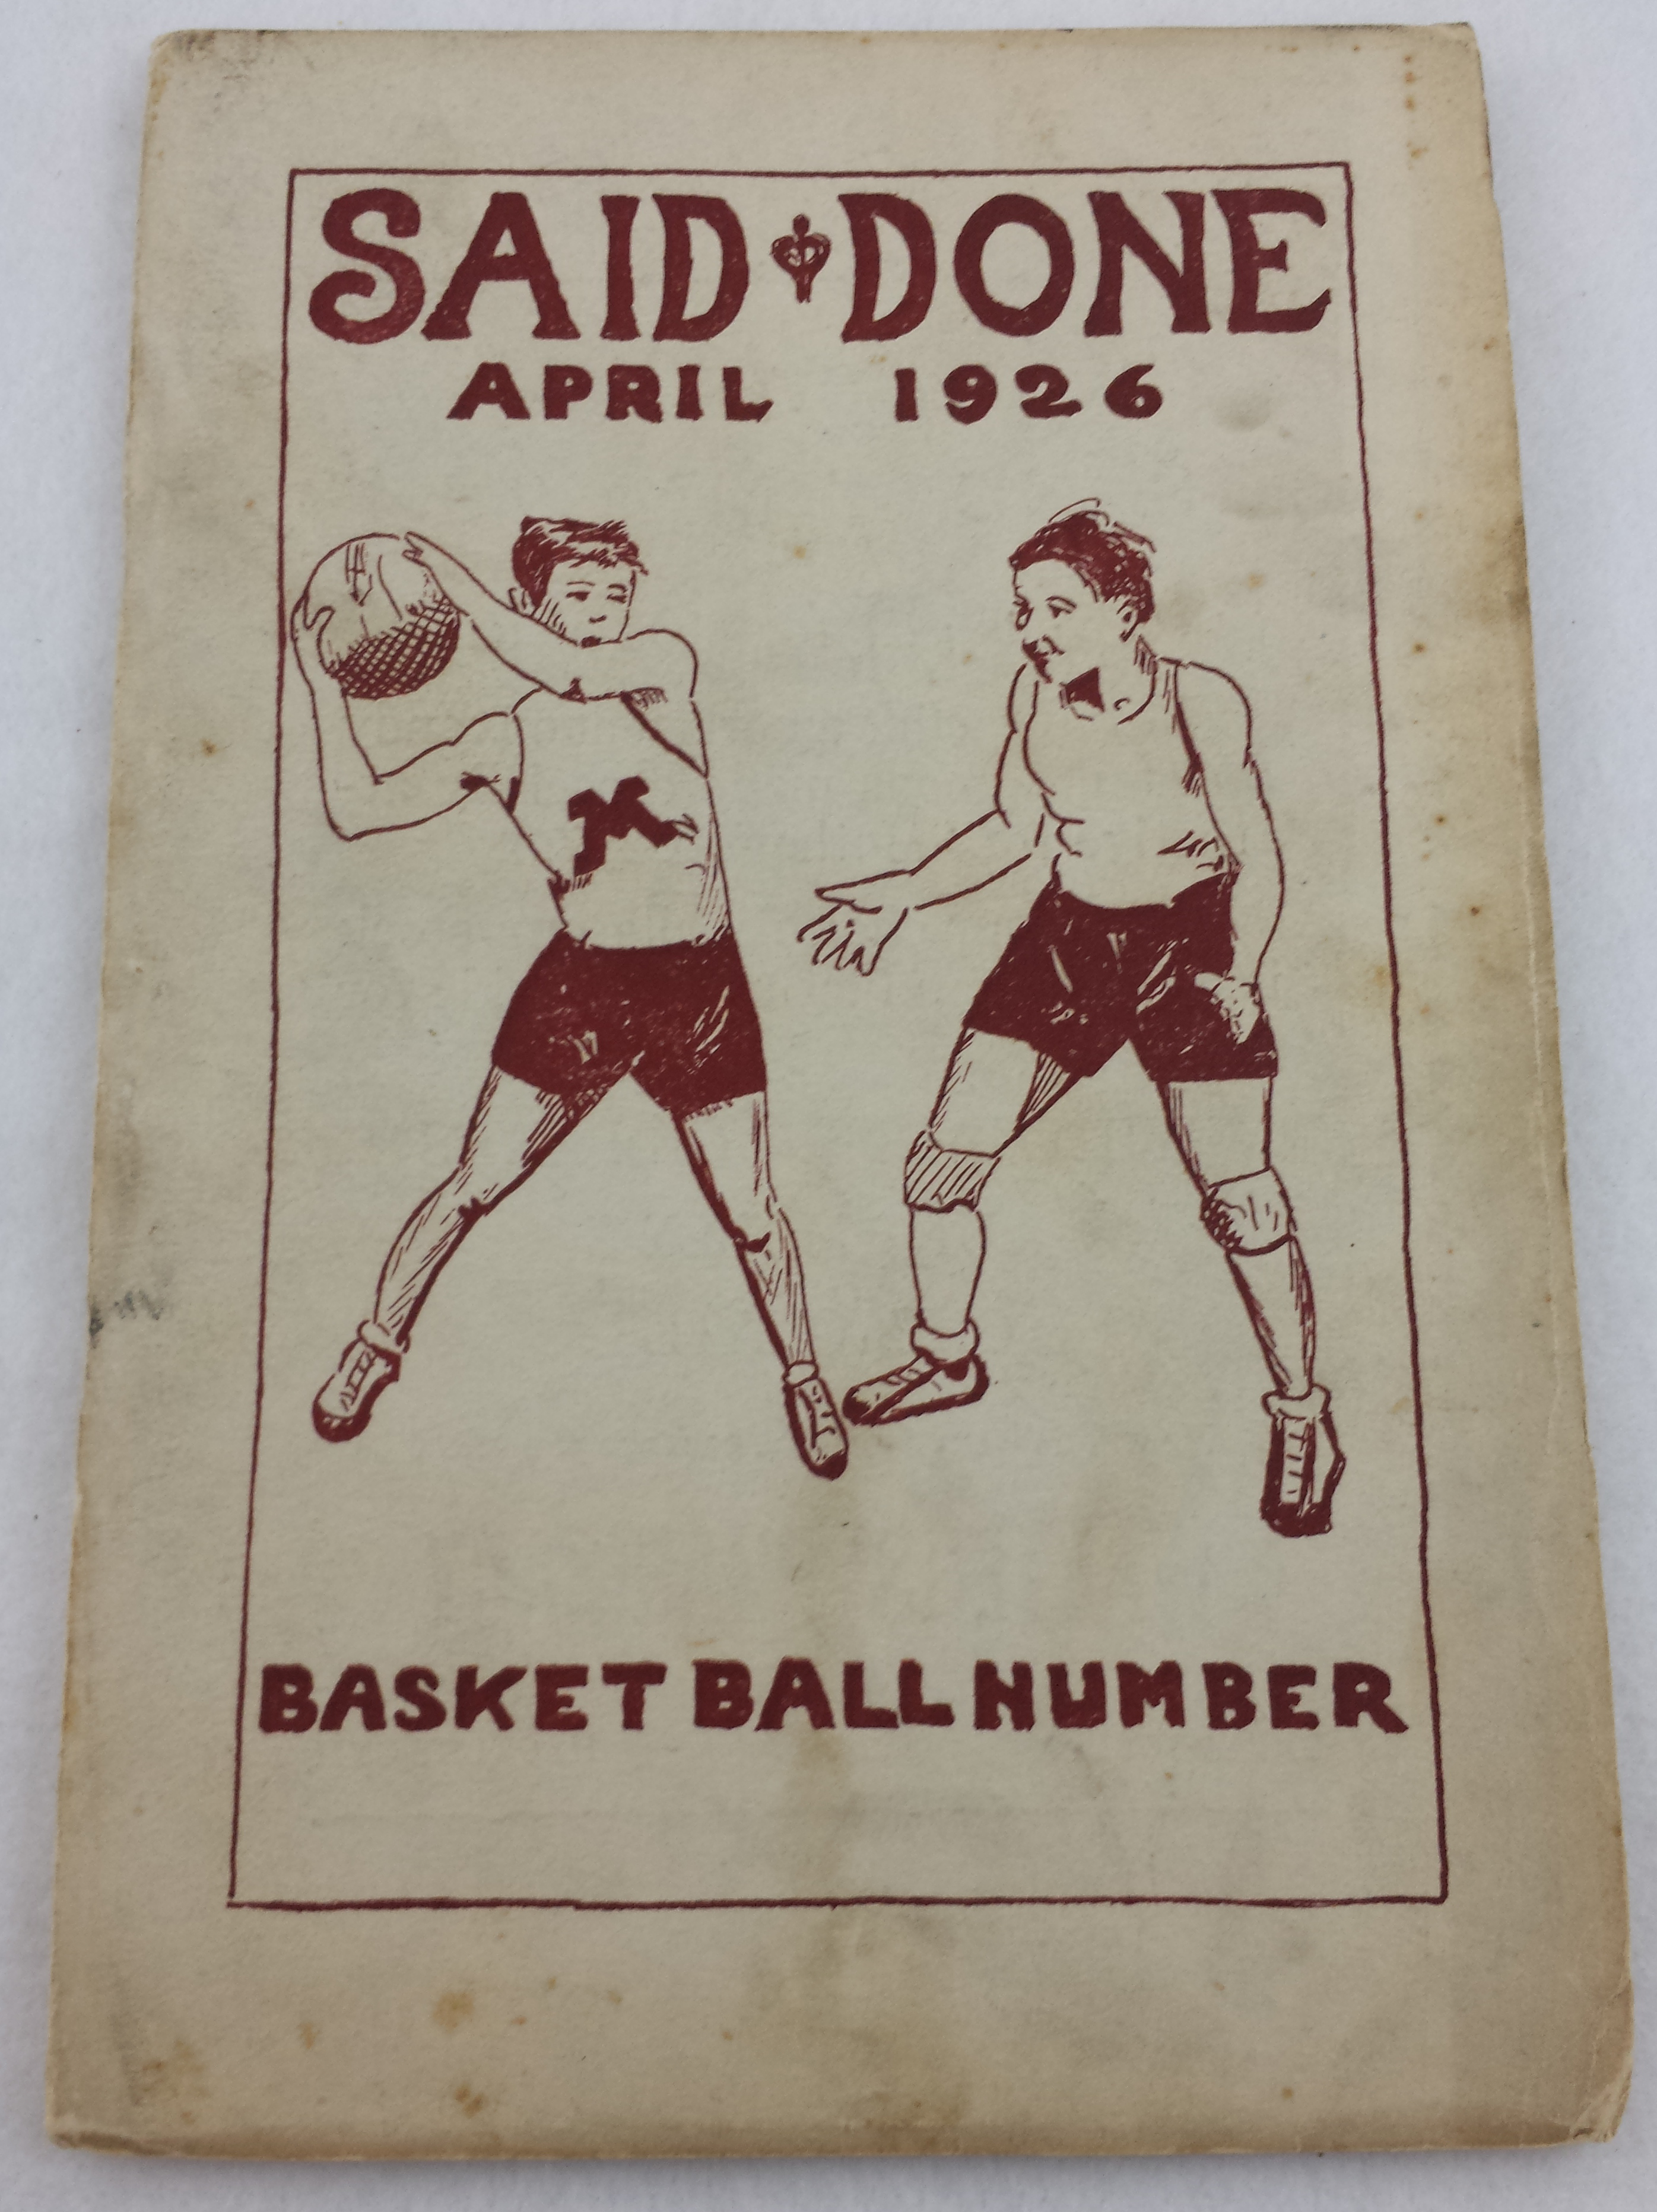 SAID DONE
APRIL 1926
M
BASKET BALL NUMBER